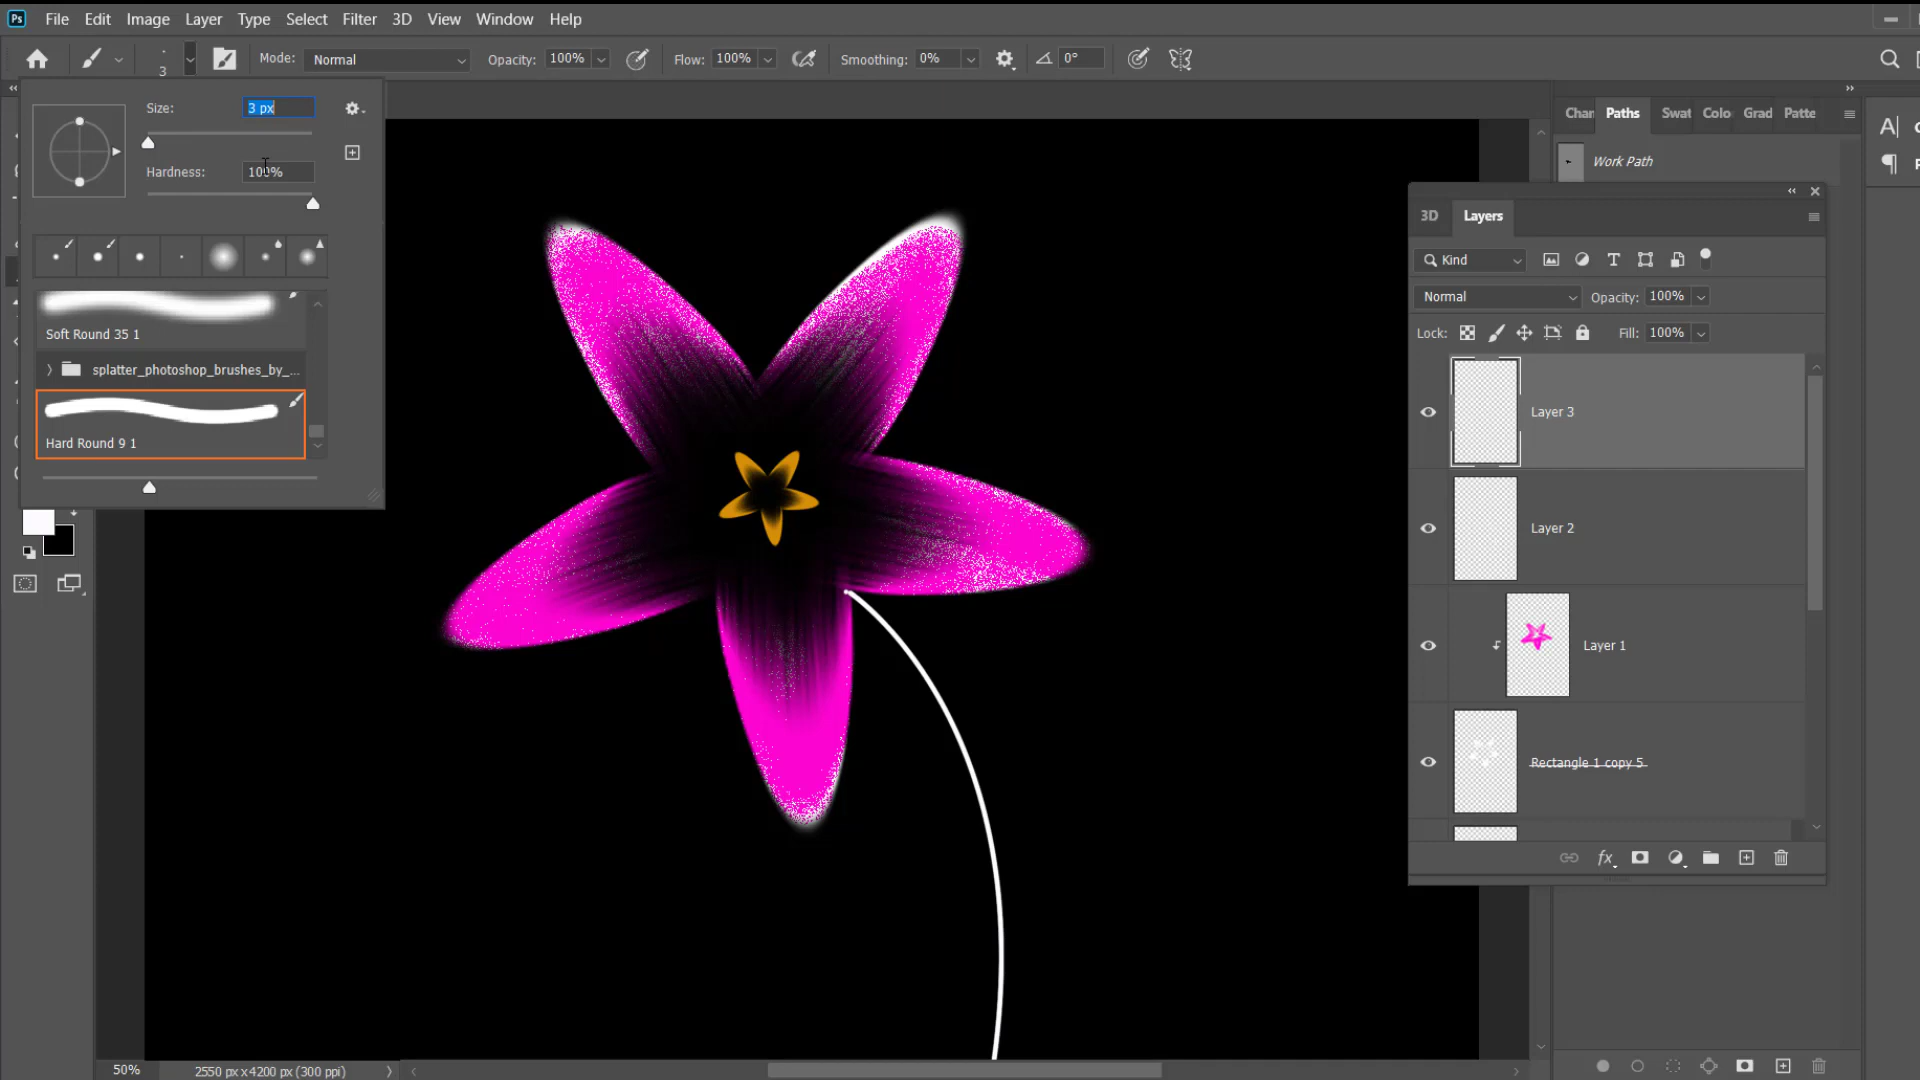 Ps File Edit Image Layer Type Select Filter 3D View Window Help
3 Mode: Normal Opacity: 100% Flow: 100% Smoothing: 0% 0°
Size: 3 px
Hardness: 100%
Soft Round 35 1
splatter_photoshop_brushes_by_...
Hard Round 9 1
Chan Paths Swat Colo Grad Patte
Work Path
3D Layers
Kind
Normal Opacity: 100%
Lock: Fill: 100%
Layer 3
Layer 2
Layer 1
Rectangle 1 copy 5
fx
50% 2550 px x 4200 px (300 ppi)